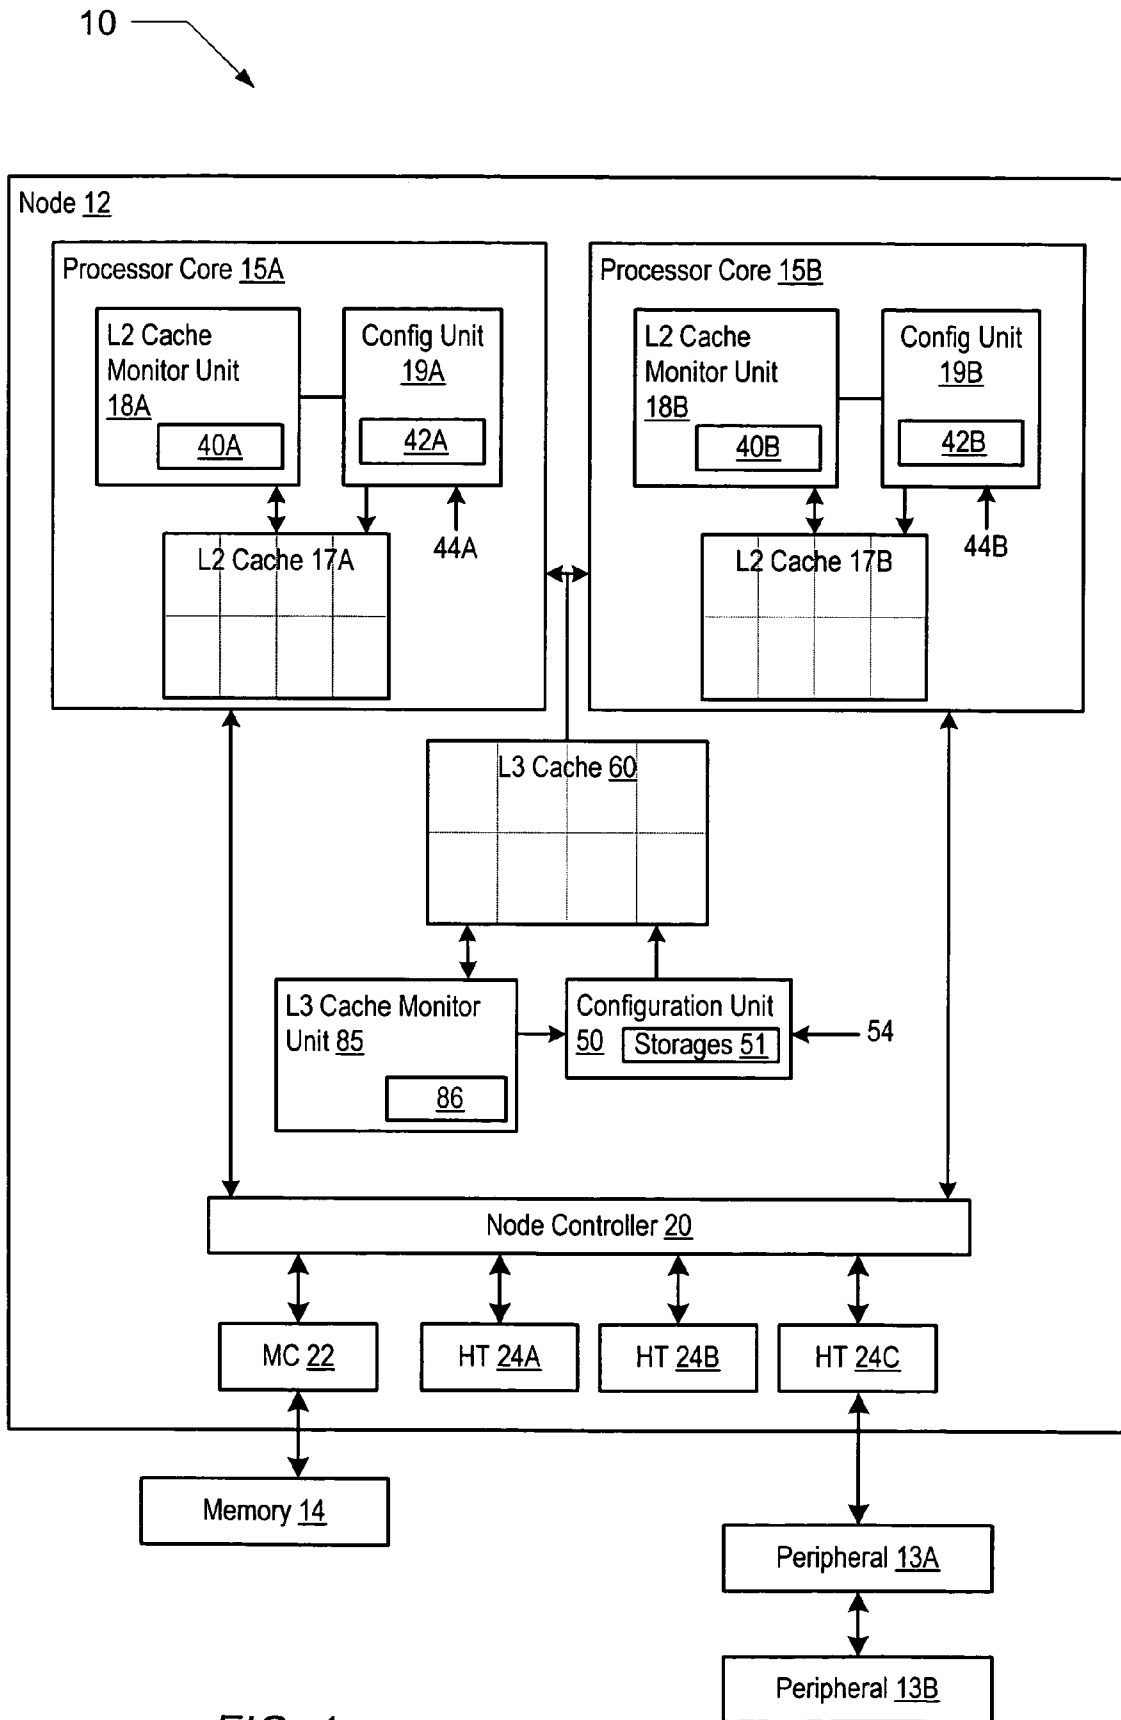 10
Node 12
Processor Core 15A
Processor Core 15B
L2 Cache
Monitor Unit
18A
40A
Config Unit
19A
42A
L2 Cache
Monitor Unit
18B
40B
Config Unit
19B
42B
44A
44B
L2 Cache 17A
L2 Cache 17B
L3 Cache 60
L3 Cache Monitor
Unit 85
86
Configuration Unit
50
Storages 51
54
Node Controller 20
MC 22
HT 24A
HT 24B
HT 24C
Memory 14
Peripheral 13A
Peripheral 13B